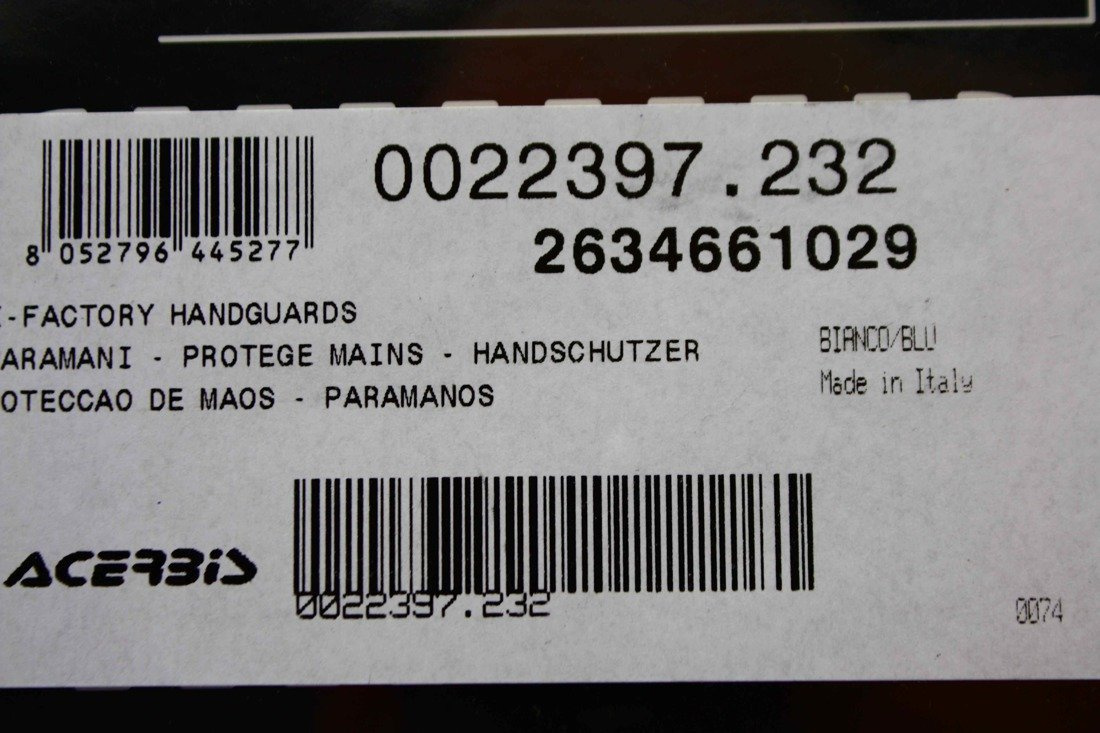 0022397.232
8 052796 445277
2634661029
-FACTORY HANDGUARDS
ARAMANI - PROTEGE MAINS - HANDSCHUTZER
BIANCO/BLU
OTECCAO DE MAOS - PARAMANOS
Made in Italy
ACERBIS
0022397.232
0074